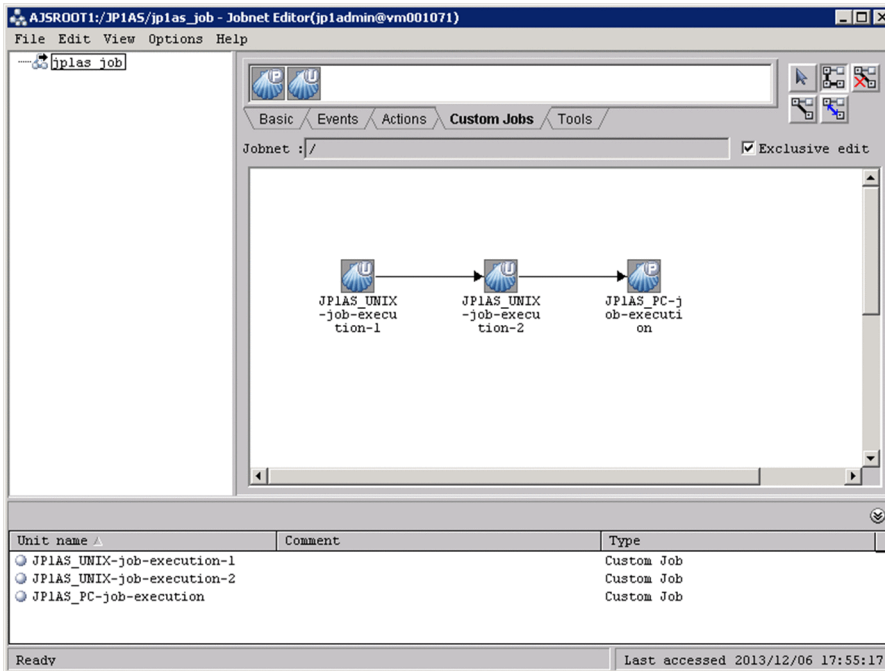 AJSROOT1:/JP1AS/jp1as_job - Jobnet Editor(jp1admin@vm001071)
File Edit View Options Help
jp1as_job
P U
Basic Events Actions Custom Jobs Tools
Jobnet : /
Exclusive edit
U U P
JP1AS_UNIX JP1AS_UNIX JP1AS_PC-j
-job-execu -job-execu ob-executi
tion-1 tion-2 on
Unit name Comment Type
JP1AS_UNIX-job-execution-1 Custom Job
JP1AS_UNIX-job-execution-2 Custom Job
JP1AS_PC-job-execution Custom Job
Ready Last accessed 2013/12/06 17:55:17